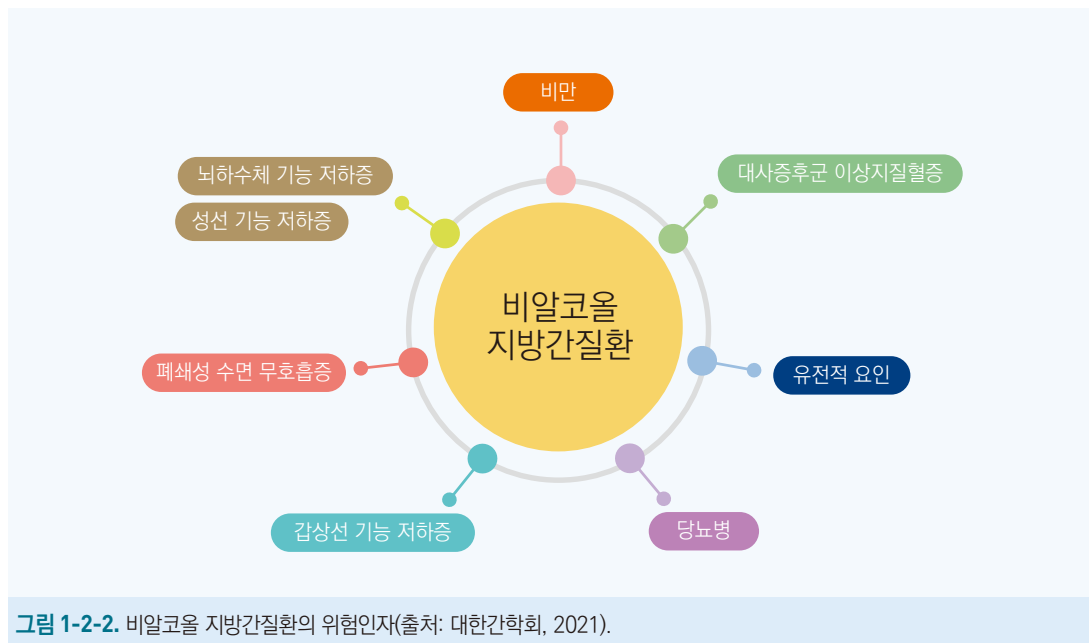 비만
뇌하수체 기능 저하증
대사증후군 이상지질혈증
성선 기능 저하증
비알코올
지방간질환
폐쇄성 수면 무호흡증
유전적 요인
갑상선 기능 저하증
당뇨병
그림 1-2-2. 비알코올 지방간질환의 위험인자(출처: 대한간학회, 2021).